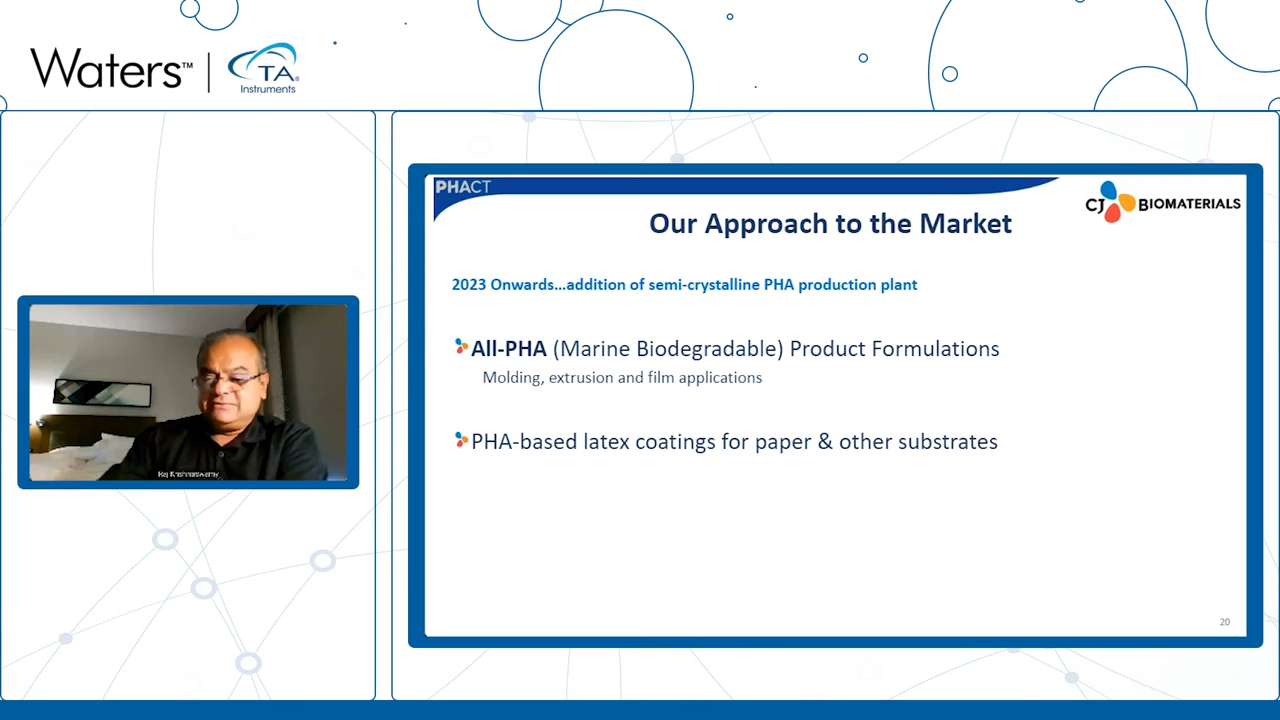 Waters™
TA®
Instruments
PHACT
CJ BIOMATERIALS
Our Approach to the Market
2023 Onwards...addition of semi-crystalline PHA production plant
All-PHA (Marine Biodegradable) Product Formulations
Molding, extrusion and film applications
PHA-based latex coatings for paper & other substrates
Raj Krishnaswamy
20